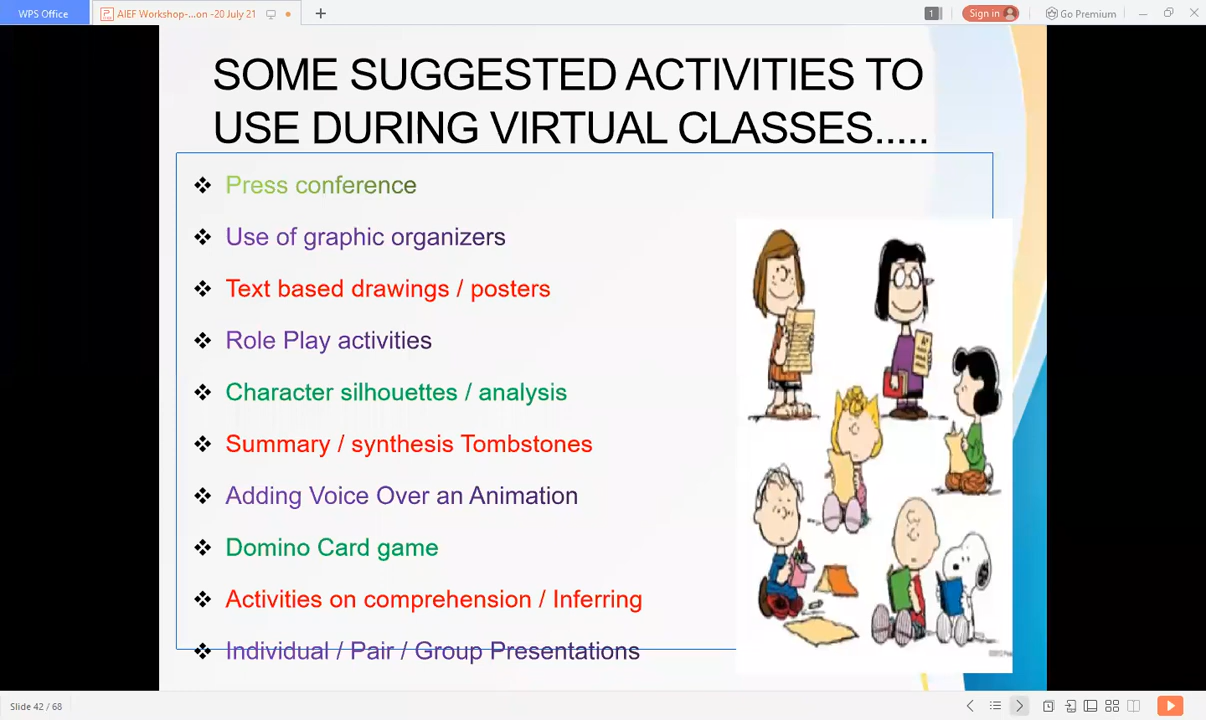 WPS Office
AIEF Workshop-...on -20 July 21
1
Sign in
Go Premium
SOME SUGGESTED ACTIVITIES TO
USE DURING VIRTUAL CLASSES.....
Press conference
Use of graphic organizers
Text based drawings / posters
Role Play activities
Character silhouettes / analysis
Summary / synthesis Tombstones
Adding Voice Over an Animation
Domino Card game
Activities on comprehension / Inferring
Individual / Pair / Group Presentations
Slide 42 / 68